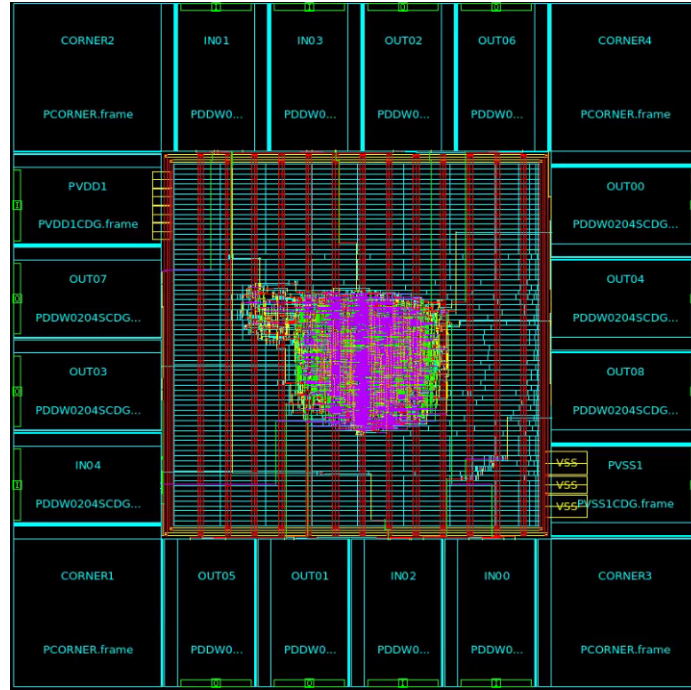 I I O O
CORNER2 IN01 IN03 OUT02 OUT06 CORNER4
PCORNER.frame PDDW0... PDDW0... PDDW0... PDDW0... PCORNER.frame
PVDD1 OUT00
I
PVDD1CDG.frame PDDW0204SCDG...
OUT07 OUT04
O
PDDW0204SCDG... PDDW0204SCDG...
OUT03 OUT08
O
PDDW0204SCDG... PDDW0204SCDG...
IN04 VSS PVSS1
I VSS
PDDW0204SCDG... VSS PVSS1CDG.frame
CORNER1 OUT05 OUT01 IN02 IN00 CORNER3
PCORNER.frame PDDW0... PDDW0... PDDW0... PDDW0... PCORNER.frame
O O I I